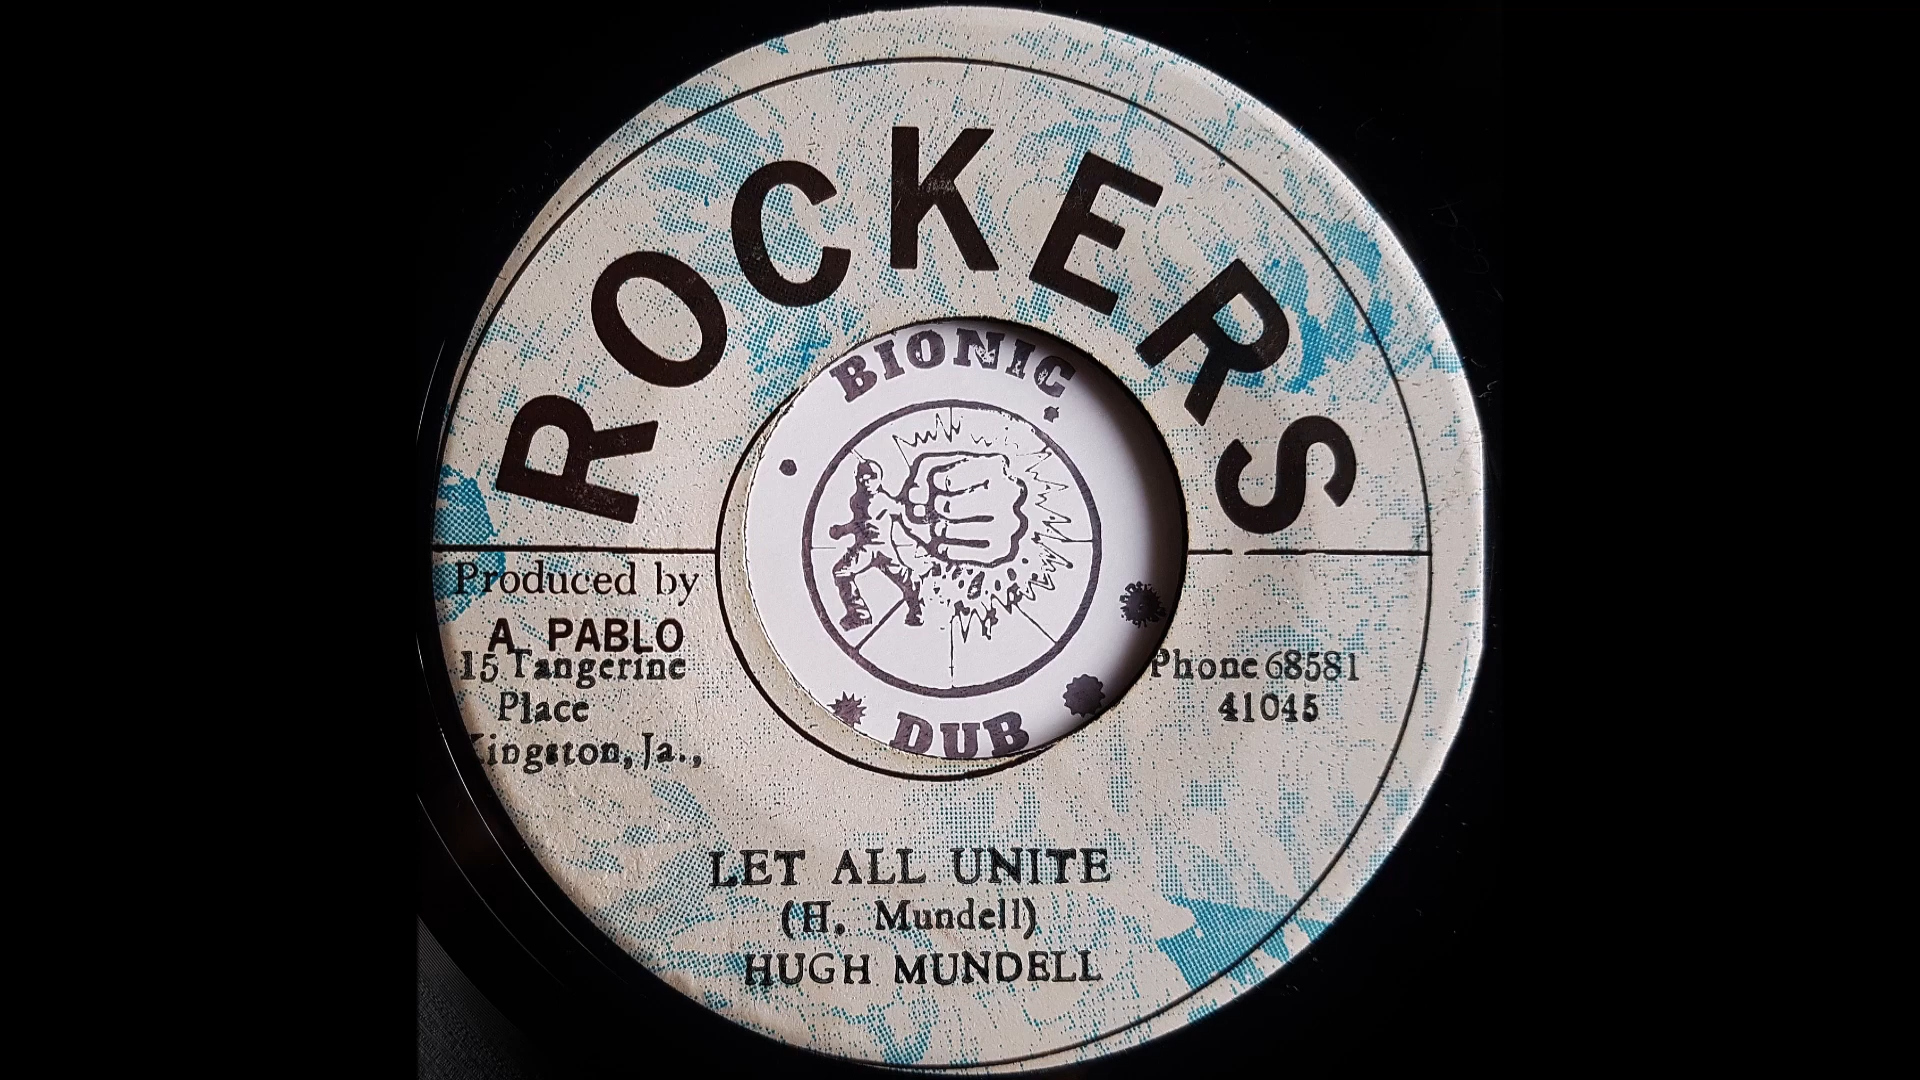 ROCKERS
BIONIC
DUB
Produced by
A. PABLO
15 Tangerine
Place
Kingston, Ja.,
Phone 68581
41045
LET ALL UNITE
(H. Mundell)
HUGH MUNDELL